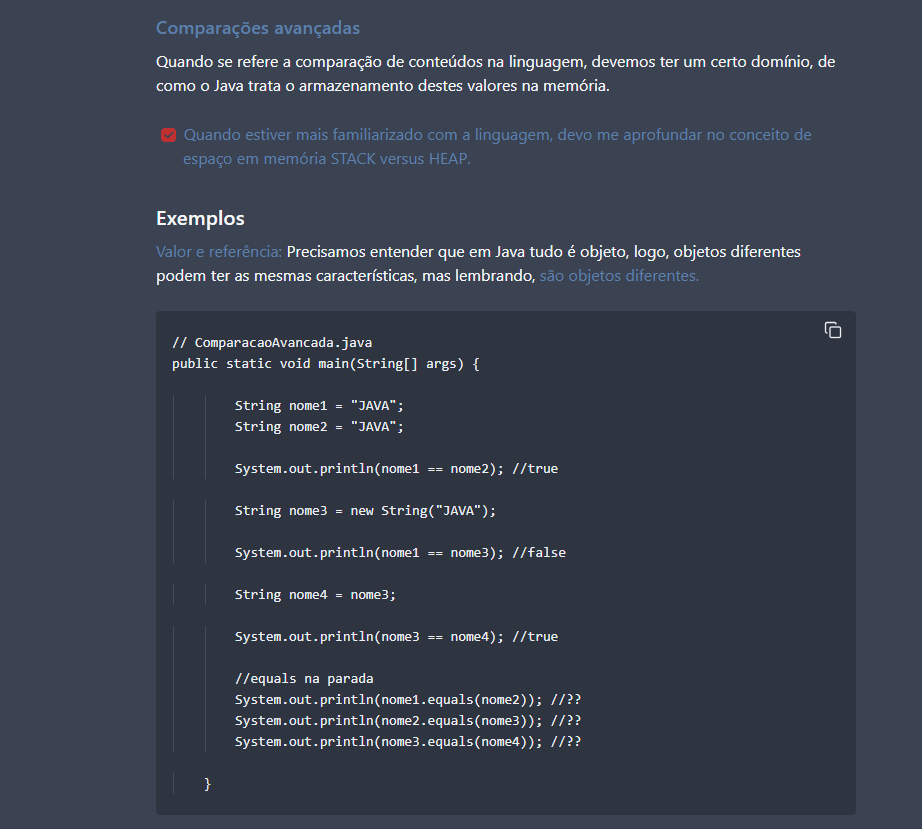 Comparações avançadas
Quando se refere a comparação de conteúdos na linguagem, devemos ter um certo domínio, de
como o Java trata o armazenamento destes valores na memória.
Quando estiver mais familiarizado com a linguagem, devo me aprofundar no conceito de
espaço em memória STACK versus HEAP.
Exemplos
Valor e referência: Precisamos entender que em Java tudo é objeto, logo, objetos diferentes
podem ter as mesmas características, mas lembrando, são objetos diferentes.
// ComparacaoAvancada.java
public static void main(String[] args) {
String nome1 = "JAVA";
String nome2 = "JAVA";
System.out.println(nome1 == nome2); //true
String nome3 = new String("JAVA");
System.out.println(nome1 == nome3); //false
String nome4 = nome3;
System.out.println(nome3 == nome4); //true
//equals na parada
System.out.println(nome1.equals(nome2)); //??
System.out.println(nome2.equals(nome3)); //??
System.out.println(nome3.equals(nome4)); //??
}